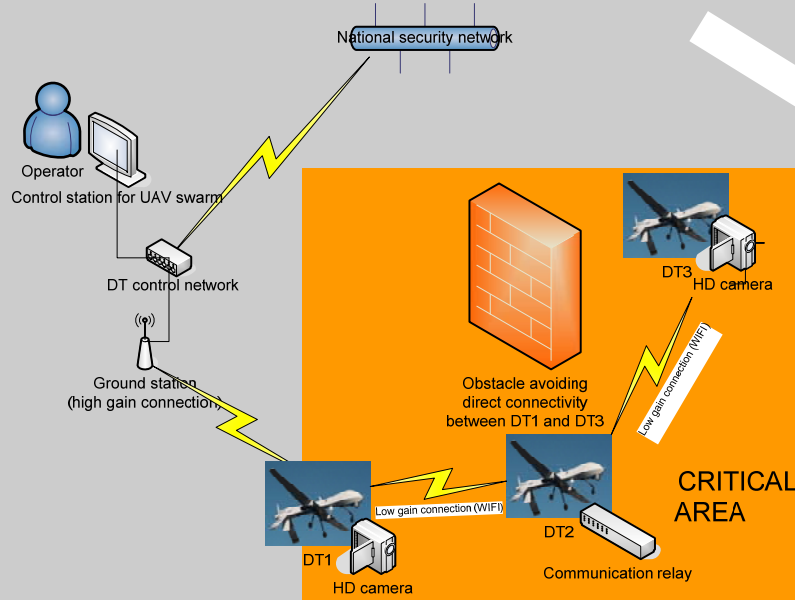 National security network
Operator
Control station for UAV swarm
DT control network
Ground station
(high gain connection)
Obstacle avoiding
direct connectivity
between DT1 and DT3
DT3
HD camera
Low gain connection (WIFI)
CRITICAL
AREA
Low gain connection (WIFI)
DT1
HD camera
DT2
Communication relay